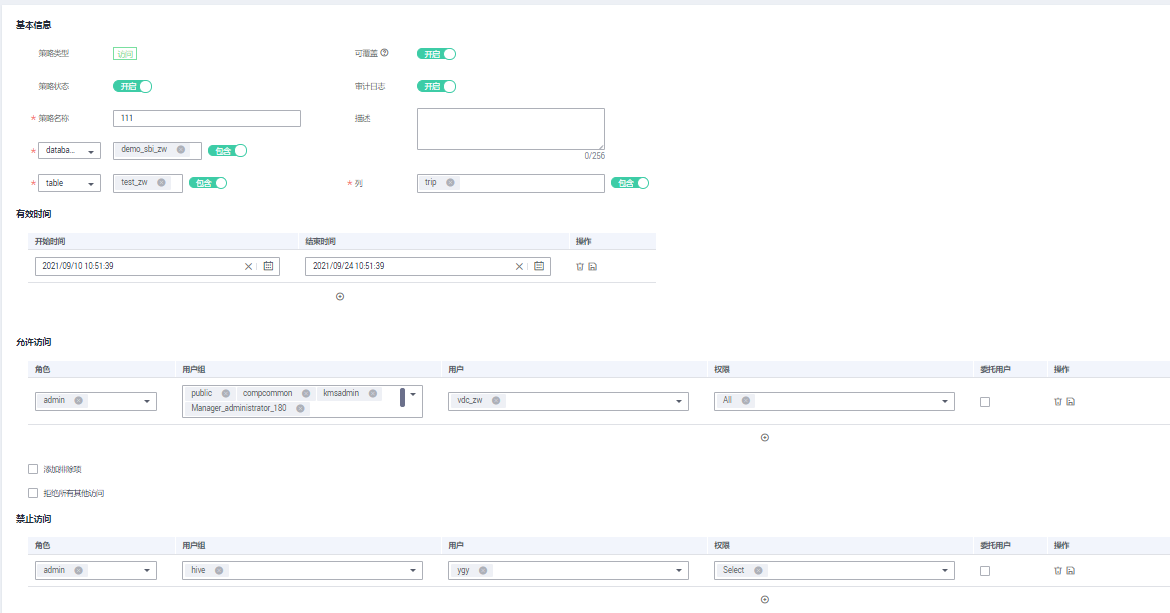 基本信息
策略类型 访问 可覆盖
策略状态 开启 审计日志 开启
开启
* 策略名称 111 描述
0/256
* databa... demo_sbi_zw 包含
* table test_zw 包含 * 列 trip 包含
有效时间
开始时间 结束时间 操作
2021/09/10 10:51:39 2021/09/24 10:51:39
允许访问
角色 用户组 用户 权限 委托用户 操作
admin public compcommon kmsadmin vdc_zw All
Manager_administrator_180
添加排除项
拒绝所有其他访问
禁止访问
角色 用户组 用户 权限 委托用户 操作
admin hive ygy Select